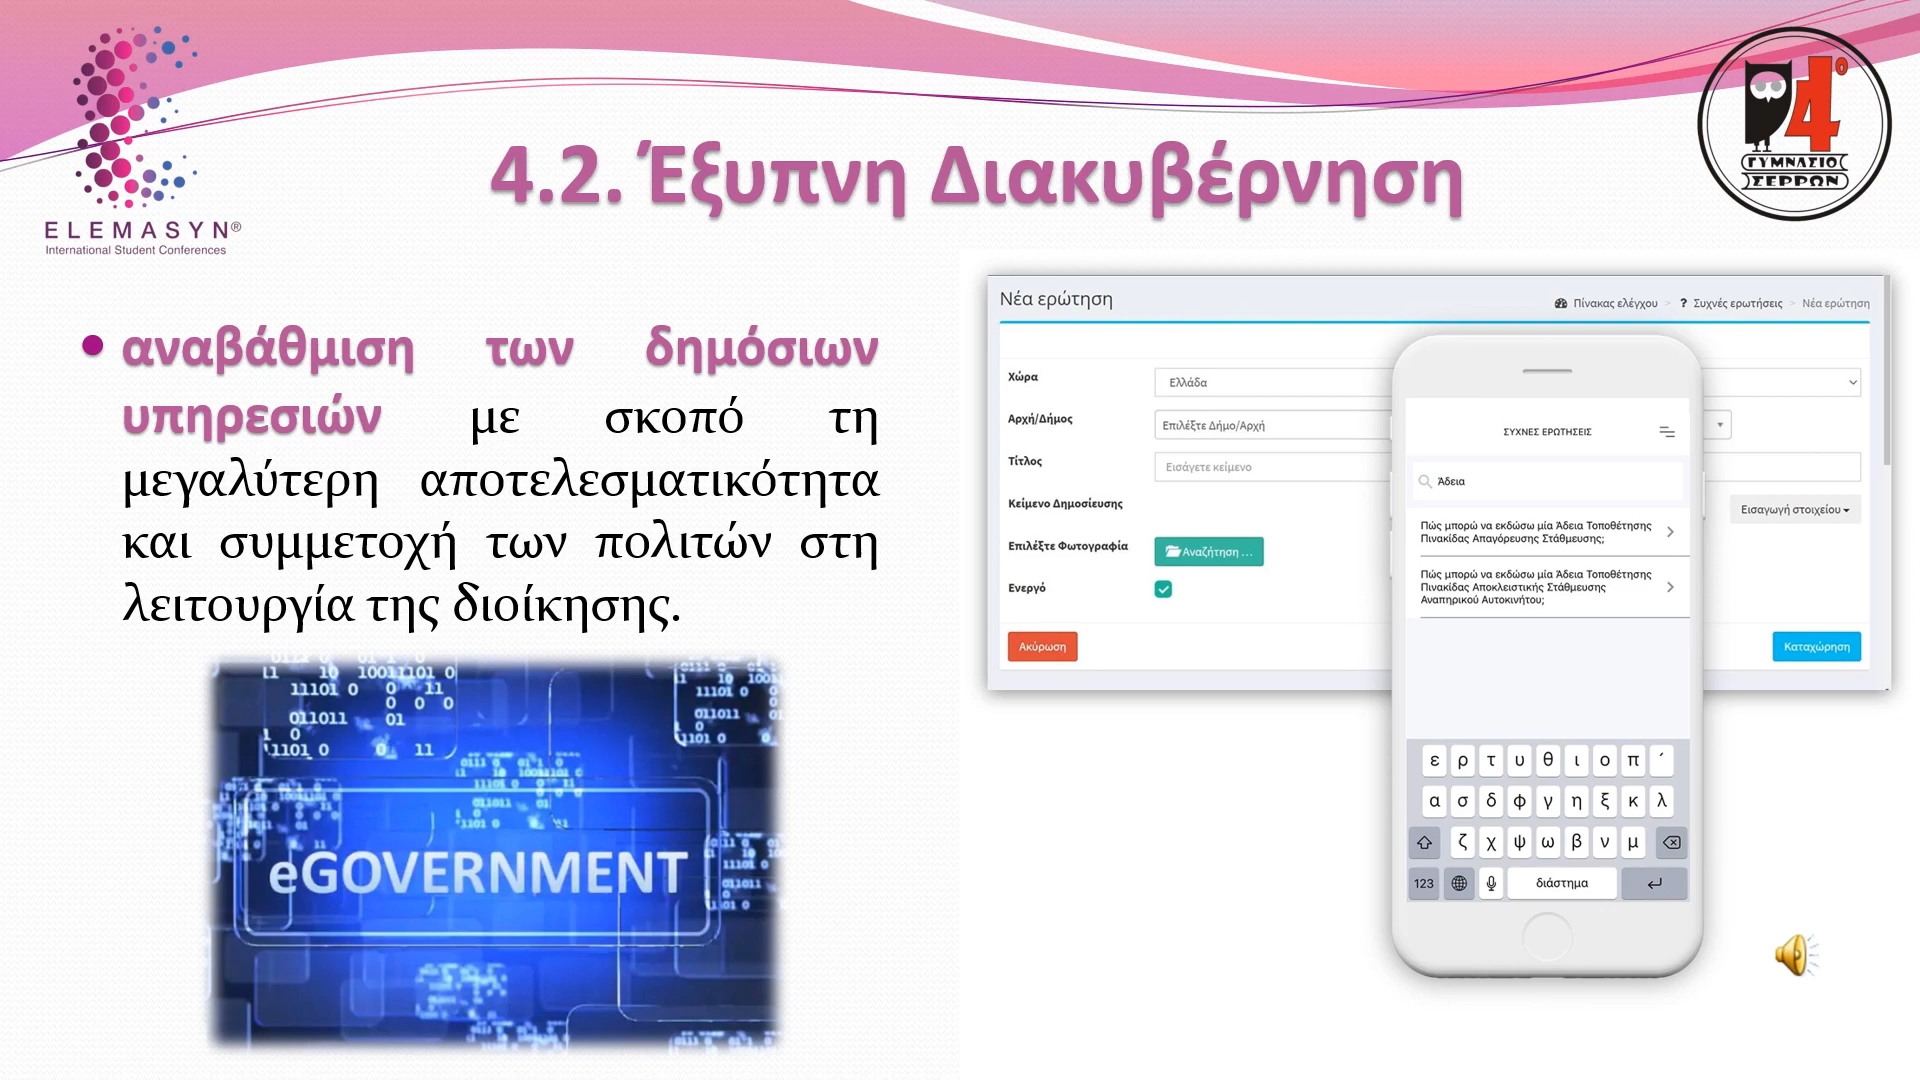 ELEMASYN®
International Student Conferences
4.2. Έξυπνη Διακυβέρνηση
4ο
ΓΥΜΝΑΣΙΟ
ΣΕΡΡΩΝ
• αναβάθμιση των δημόσιων
υπηρεσιών με σκοπό τη
μεγαλύτερη αποτελεσματικότητα
και συμμετοχή των πολιτών στη
λειτουργία της διοίκησης.
eGOVERNMENT
Νέα ερώτηση
Πίνακας ελέγχου > ? Συχνές ερωτήσεις > Νέα ερώτηση
Χώρα
Ελλάδα
Αρχή/Δήμος
Επιλέξτε Δήμο/Αρχή
Τίτλος
Εισάγετε κείμενο
Κείμενο Δημοσίευσης
Εισαγωγή στοιχείου
Επιλέξτε Φωτογραφία
Αναζήτηση ...
Ενεργό
Ακύρωση
Καταχώρηση
ΣΥΧΝΕΣ ΕΡΩΤΗΣΕΙΣ
Άδεια
Πώς μπορώ να εκδώσω μία Άδεια Τοποθέτησης
Πινακίδας Απαγόρευσης Στάθμευσης;
Πώς μπορώ να εκδώσω μία Άδεια Τοποθέτησης
Πινακίδας Αποκλειστικής Στάθμευσης
Αναπηρικού Αυτοκινήτου;
ε ρ τ υ θ ι ο π ΄
α σ δ φ γ η ξ κ λ
ζ χ ψ ω β ν μ
123 διάστημα